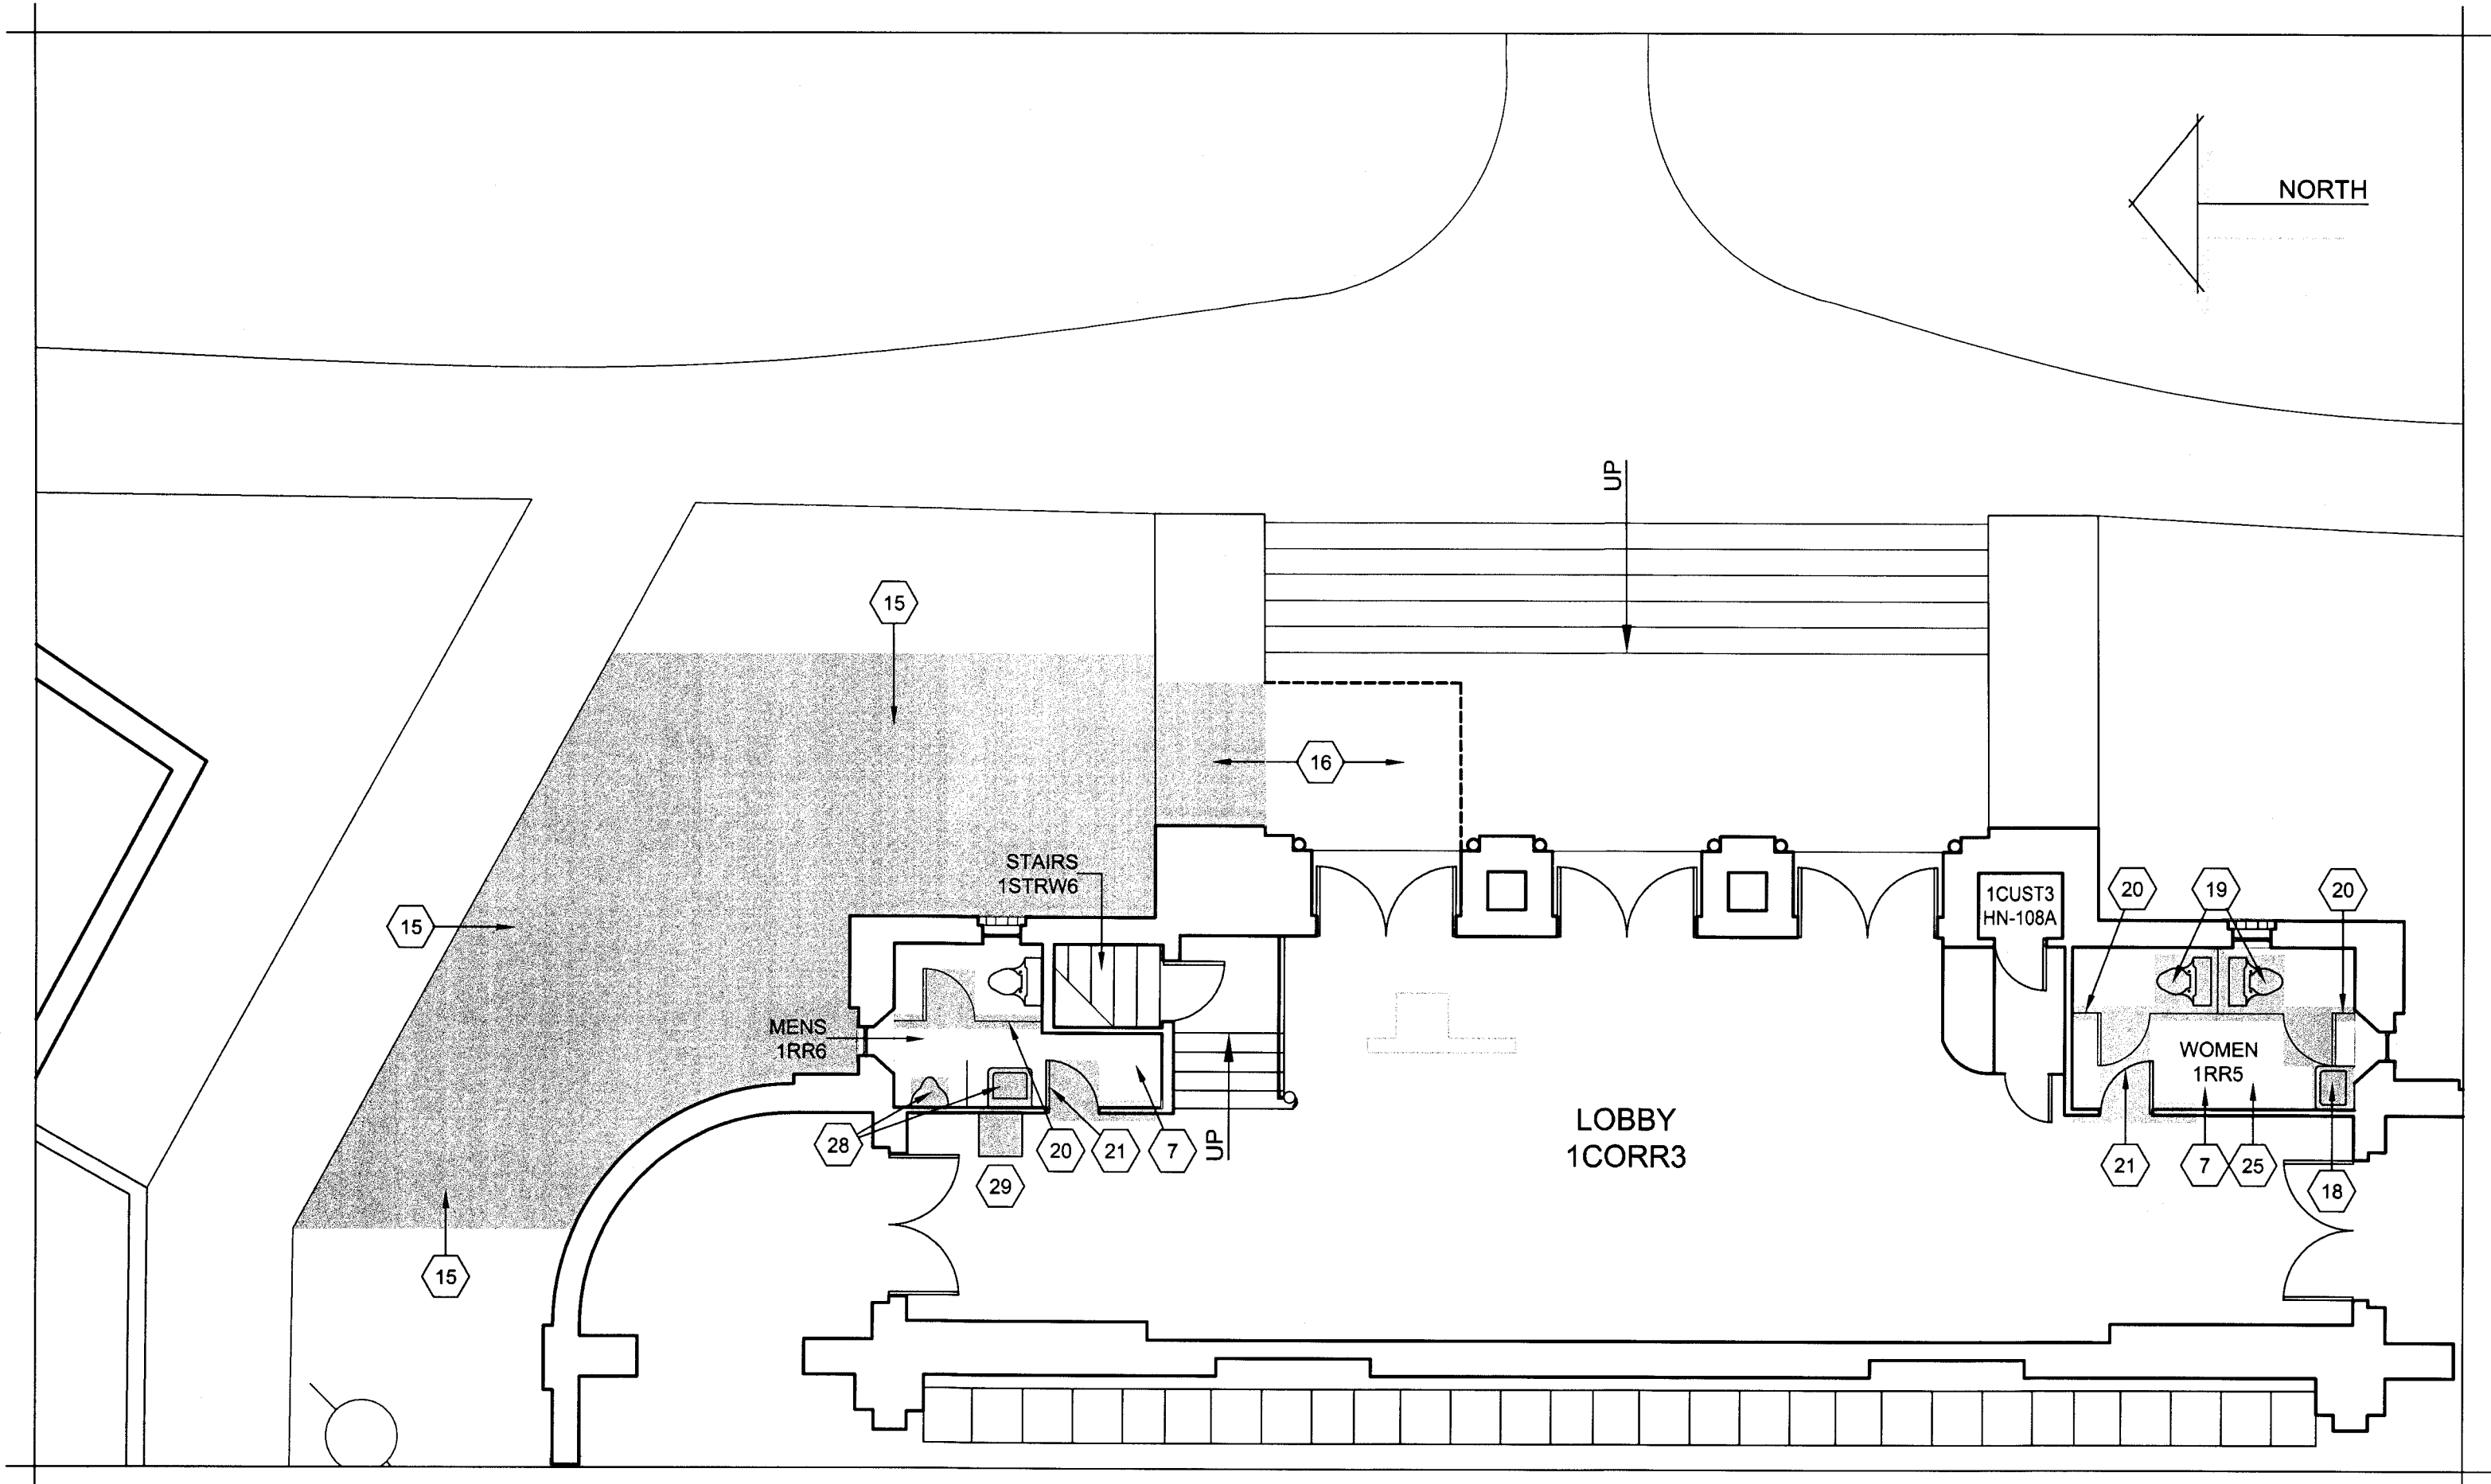 NORTH
UP
15
16
STAIRS
1STRW6
1CUST3
HN-108A
20
19
20
15
MENS
1RR6
WOMEN
1RR5
LOBBY
1CORR3
28
20
21
7
UP
21
7
25
18
29
15